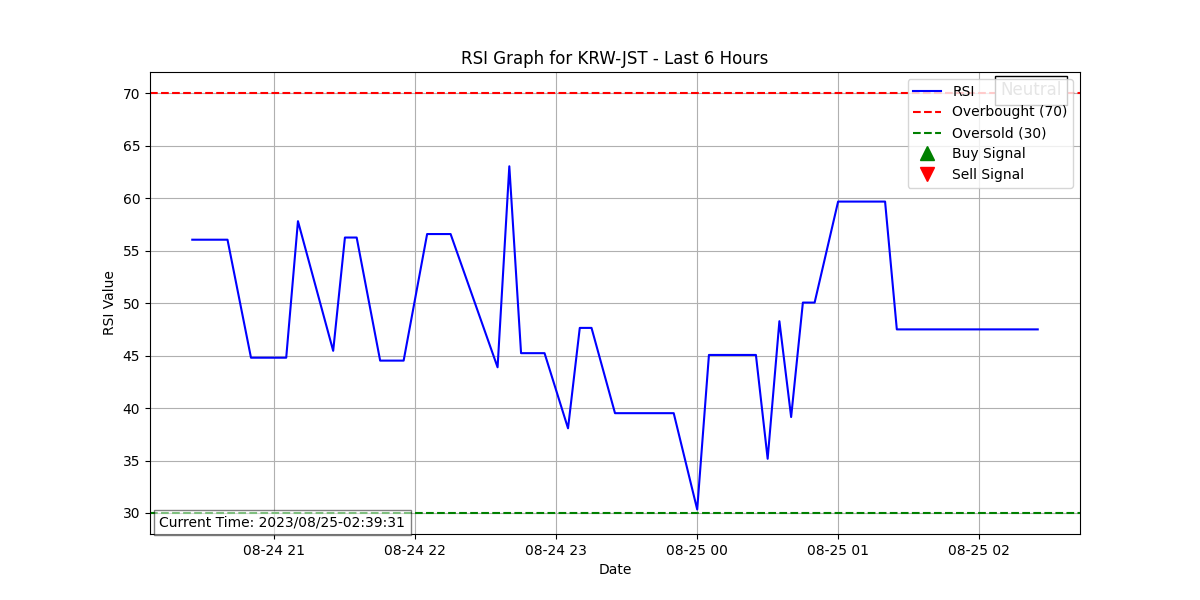 RSI Graph for KRW-JST - Last 6 Hours
Neutral
RSI
Overbought (70)
Oversold (30)
Buy Signal
Sell Signal
RSI Value
70
65
60
55
50
45
40
35
30
Current Time: 2023/08/25-02:39:31
08-24 21
08-24 22
08-24 23
08-25 00
08-25 01
08-25 02
Date